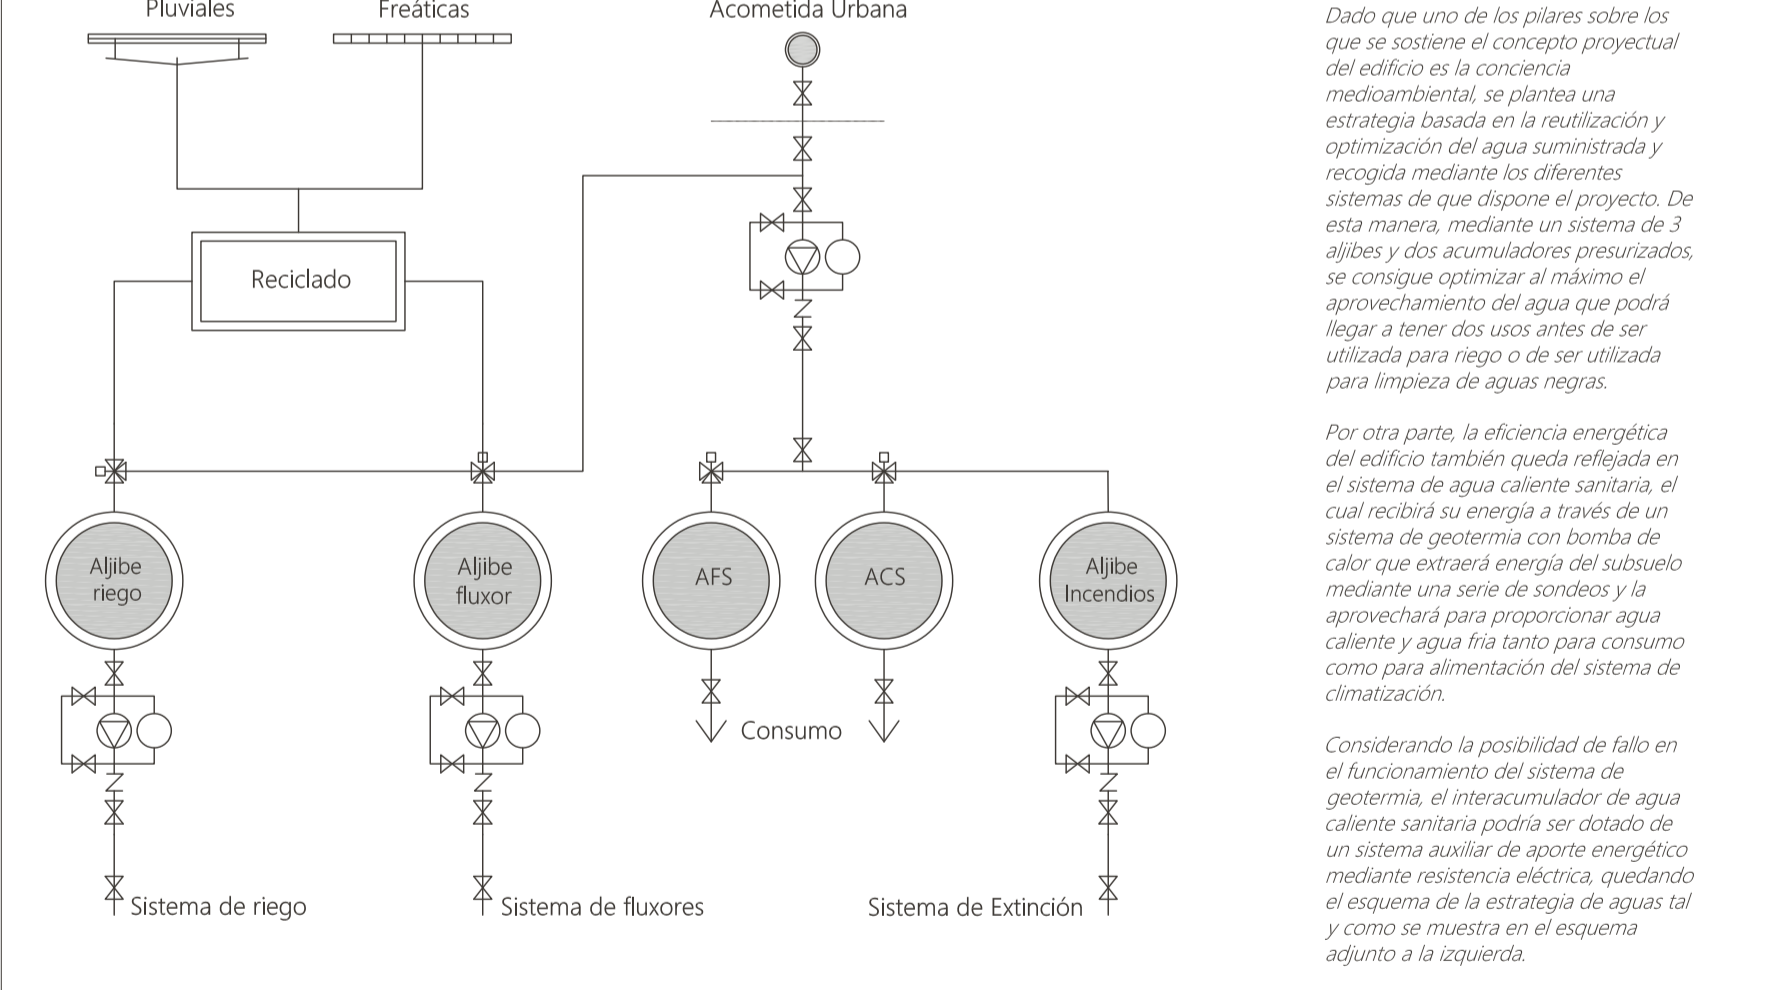 Pluviales
Freáticas
Acometida Urbana
Reciclado
Aljibe
riego
Aljibe
fluxor
AFS
ACS
Aljibe
Incendios
Consumo
Sistema de riego
Sistema de fluxores
Sistema de Extinción
Dado que uno de los pilares sobre los
que se sostiene el concepto proyectual
del edificio es la conciencia
medioambiental, se plantea una
estrategia basada en la reutilización y
optimización del agua suministrada y
recogida mediante los diferentes
sistemas de que dispone el proyecto. De
esta manera, mediante un sistema de 3
aljibes y dos acumuladores presurizados,
se consigue optimizar al máximo el
aprovechamiento del agua que podrá
llegar a tener dos usos antes de ser
utilizada para riego o de ser utilizada
para limpieza de aguas negras.
Por otra parte, la eficiencia energética
del edificio también queda reflejada en
el sistema de agua caliente sanitaria, el
cual recibirá su energía a través de un
sistema de geotermia con bomba de
calor que extraerá energía del subsuelo
mediante una serie de sondeos y la
aprovechará para proporcionar agua
caliente y agua fria tanto para consumo
como para alimentación del sistema de
climatización.
Considerando la posibilidad de fallo en
el funcionamiento del sistema de
geotermia, el interacumulador de agua
caliente sanitaria podría ser dotado de
un sistema auxiliar de aporte energético
mediante resistencia eléctrica, quedando
el esquema de la estrategia de aguas tal
y como se muestra en el esquema
adjunto a la izquierda.